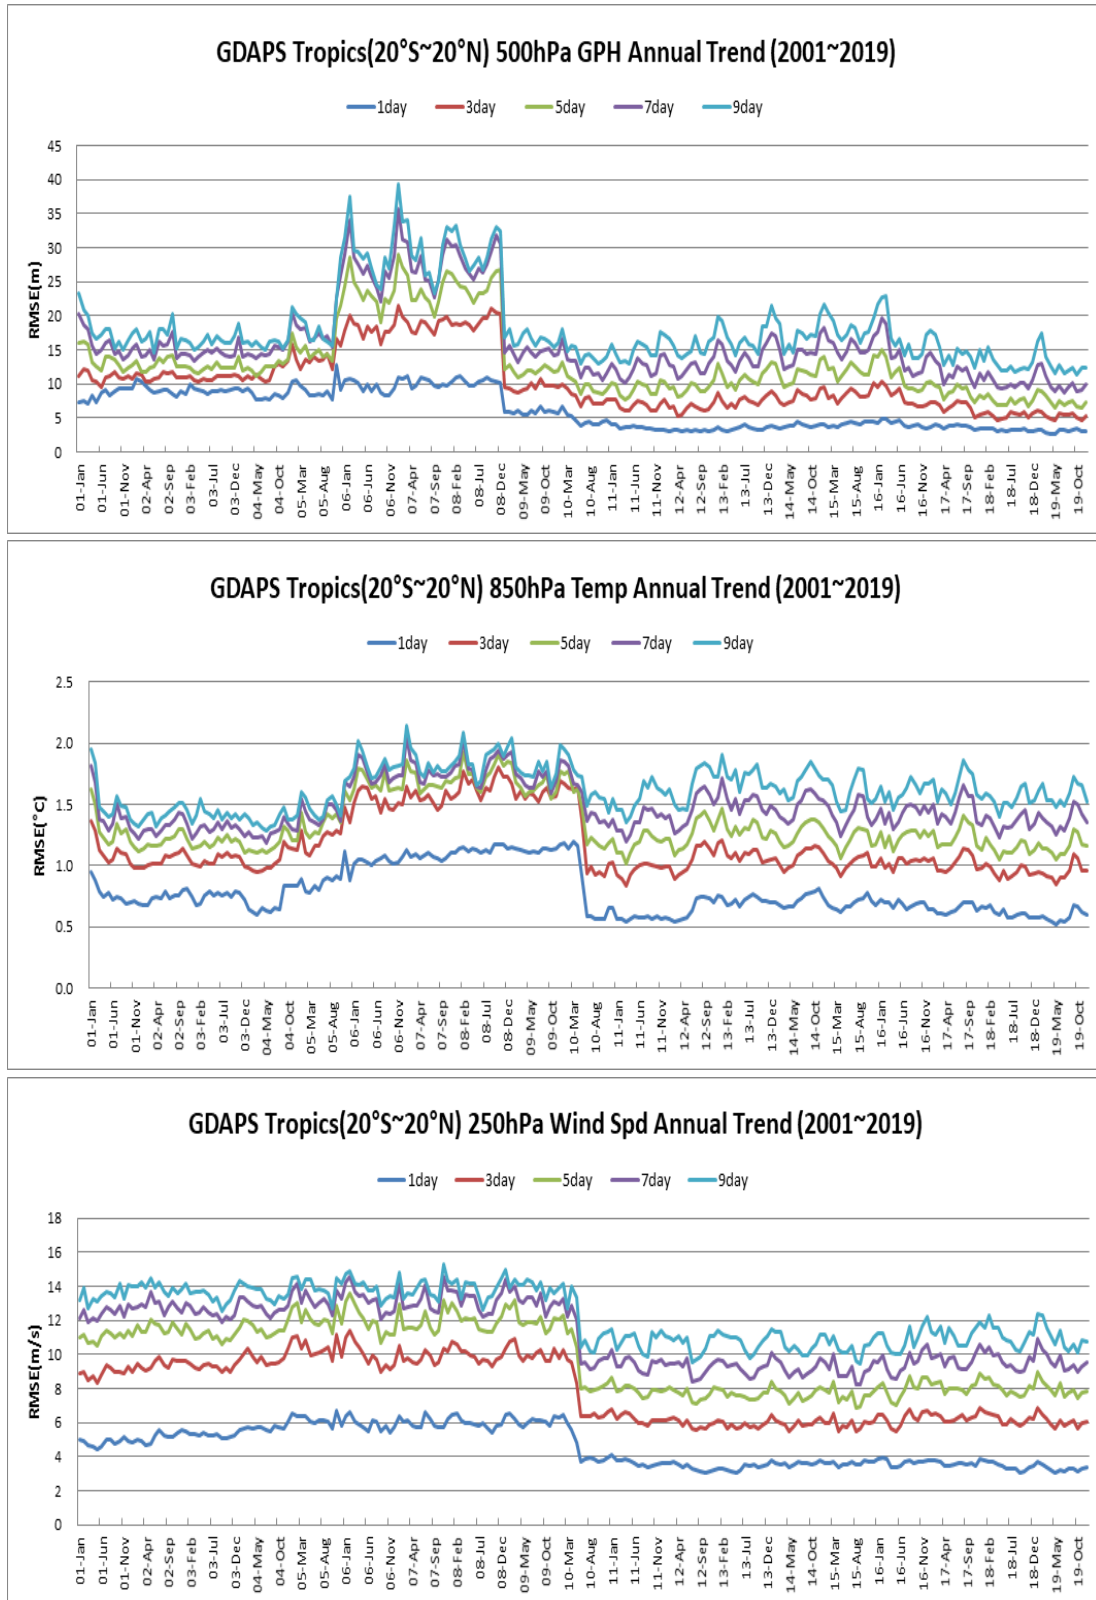 GDAPS Tropics(20°S~20°N) 500hPa GPH Annual Trend (2001~2019)
1day 3day 5day 7day 9day
RMSE(m)
45
40
35
30
25
20
15
10
5
0
01-Jan 01-Jun 01-Nov 02-Apr 02-Sep 03-Feb 03-Jul 03-Dec 04-May 04-Oct 05-Mar 05-Aug 06-Jan 06-Jun 06-Nov 07-Apr 07-Sep 08-Feb 08-Jul 08-Dec 09-May 09-Oct 10-Mar 10-Aug 11-Jan 11-Jun 11-Nov 12-Apr 12-Sep 13-Feb 13-Jul 13-Dec 14-May 14-Oct 15-Mar 15-Aug 16-Jan 16-Jun 16-Nov 17-Apr 17-Sep 18-Feb 18-Jul 18-Dec 19-May 19-Oct
GDAPS Tropics(20°S~20°N) 850hPa Temp Annual Trend (2001~2019)
1day 3day 5day 7day 9day
RMSE(°C)
2.5
2.0
1.5
1.0
0.5
0.0
01-Jan 01-Jun 01-Nov 02-Apr 02-Sep 03-Feb 03-Jul 03-Dec 04-May 04-Oct 05-Mar 05-Aug 06-Jan 06-Jun 06-Nov 07-Apr 07-Sep 08-Feb 08-Jul 08-Dec 09-May 09-Oct 10-Mar 10-Aug 11-Jan 11-Jun 11-Nov 12-Apr 12-Sep 13-Feb 13-Jul 13-Dec 14-May 14-Oct 15-Mar 15-Aug 16-Jan 16-Jun 16-Nov 17-Apr 17-Sep 18-Feb 18-Jul 18-Dec 19-May 19-Oct
GDAPS Tropics(20°S~20°N) 250hPa Wind Spd Annual Trend (2001~2019)
1day 3day 5day 7day 9day
RMSE(m/s)
18
16
14
12
10
8
6
4
2
0
01-Jan 01-Jun 01-Nov 02-Apr 02-Sep 03-Feb 03-Jul 03-Dec 04-May 04-Oct 05-Mar 05-Aug 06-Jan 06-Jun 06-Nov 07-Apr 07-Sep 08-Feb 08-Jul 08-Dec 09-May 09-Oct 10-Mar 10-Aug 11-Jan 11-Jun 11-Nov 12-Apr 12-Sep 13-Feb 13-Jul 13-Dec 14-May 14-Oct 15-Mar 15-Aug 16-Jan 16-Jun 16-Nov 17-Apr 17-Sep 18-Feb 18-Jul 18-Dec 19-May 19-Oct